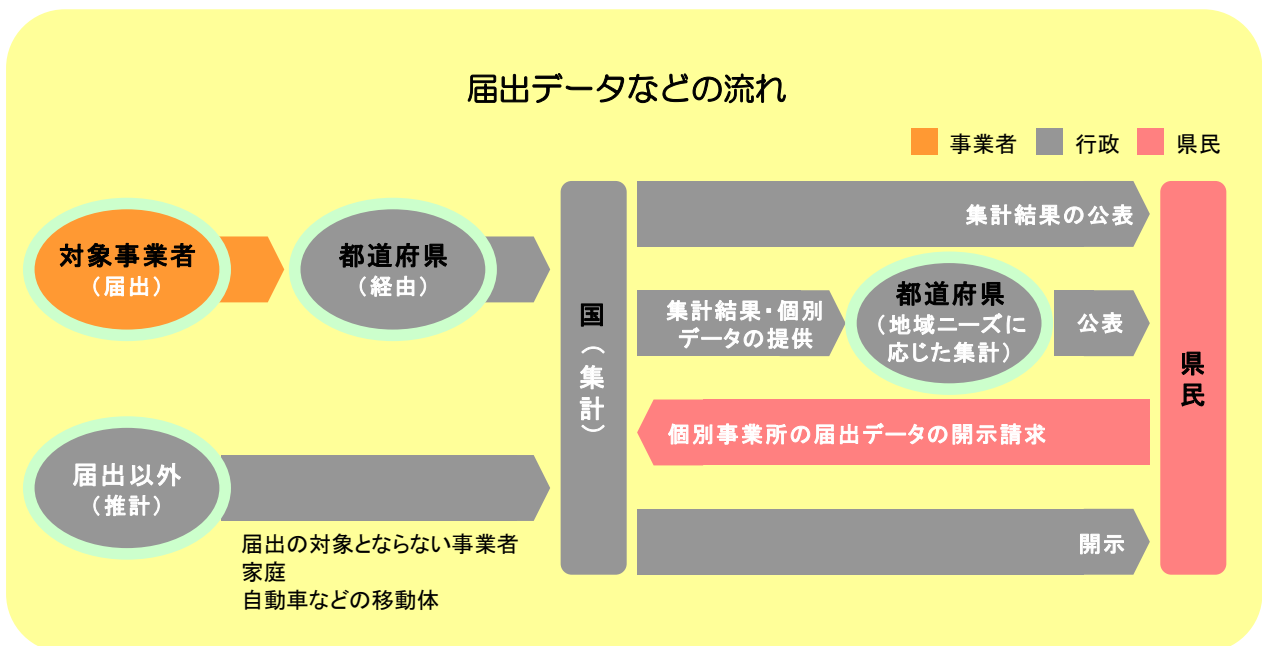 届出データなどの流れ
事業者
行政
県民
対象事業者
（届出）
都道府県
（経由）
国（集計）
集計結果の公表
集計結果・個別
データの提供
都道府県
（地域ニーズに
応じた集計）
公表
個別事業所の届出データの開示請求
開示
県民
届出以外
（推計）
届出の対象とならない事業者
家庭
自動車などの移動体